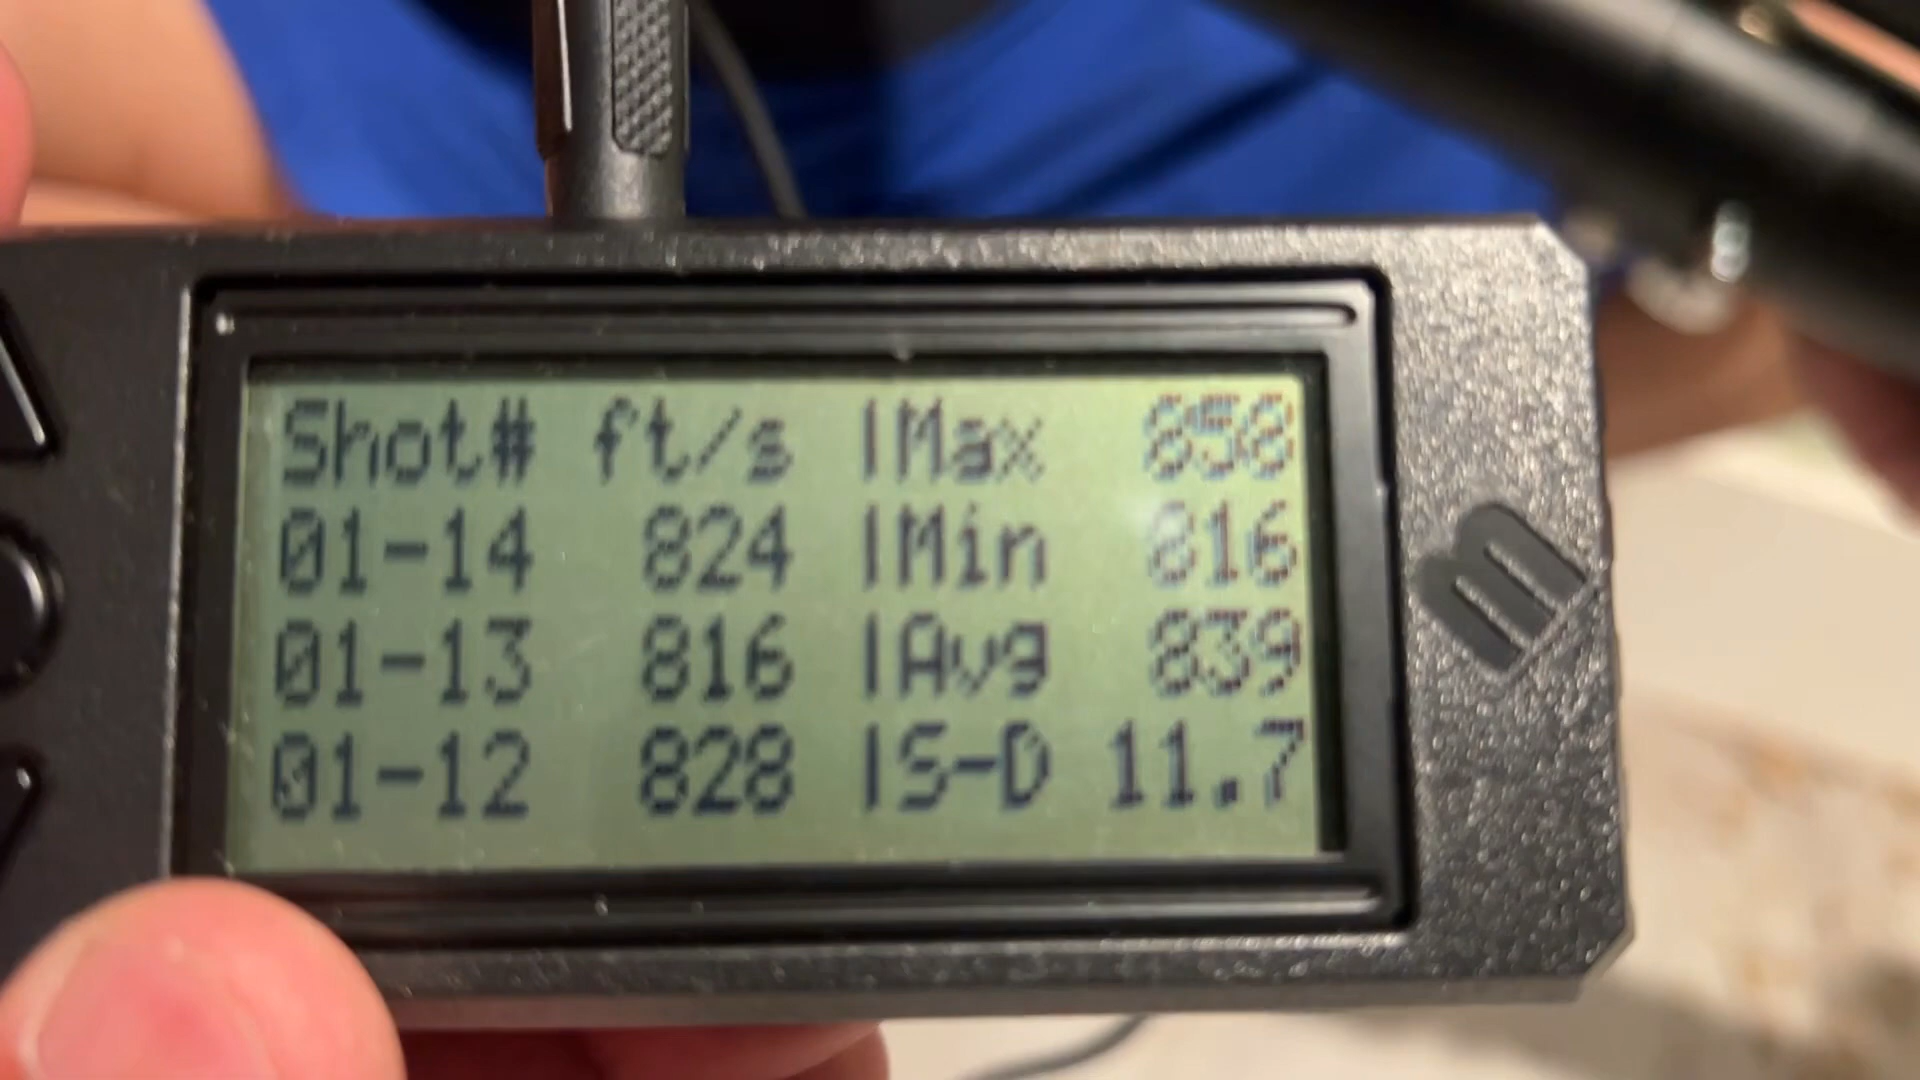 Shot# ft/s |Max 858
01-14 824 |Min 816
01-13 816 |Avg 839
01-12 828 |S-D 11.7